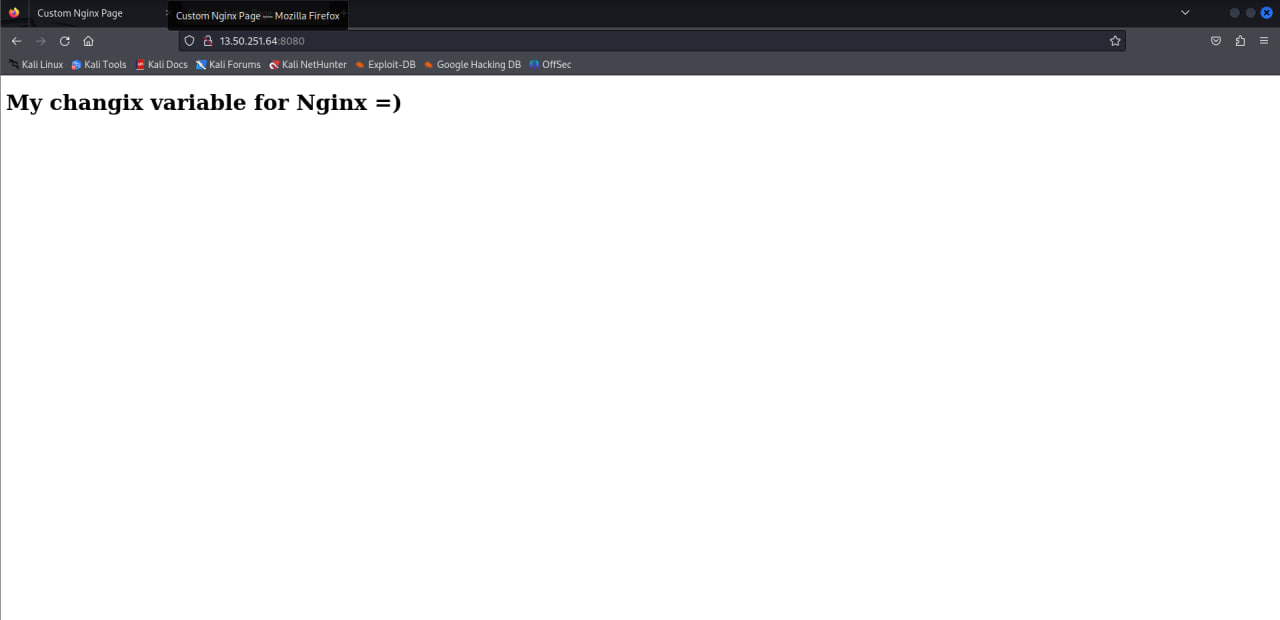 Custom Nginx Page
Custom Nginx Page — Mozilla Firefox
13.50.251.64:8080
Kali Linux Kali Tools Kali Docs Kali Forums Kali NetHunter Exploit-DB Google Hacking DB OffSec
My changix variable for Nginx =)